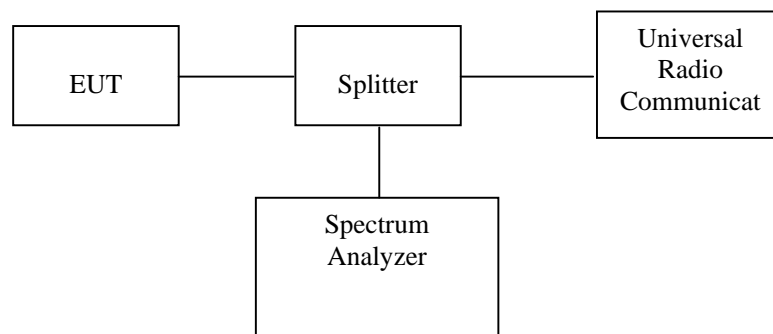 EUT
Splitter
Universal
Radio
Communicat
Spectrum
Analyzer